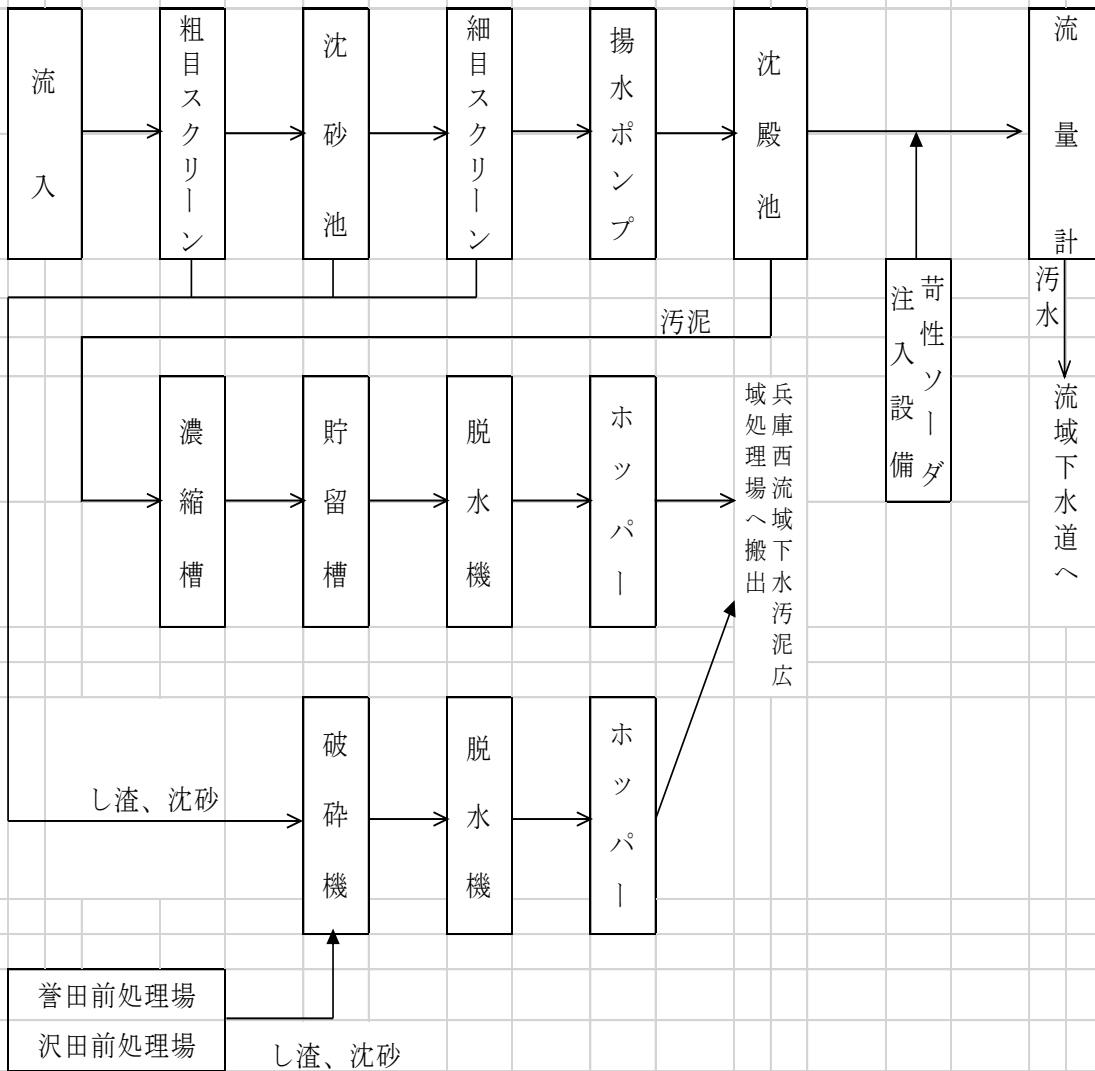 流入
粗目スクリーン
沈砂池
細目スクリーン
揚水ポンプ
沈殿池
流量計
苛性ソーダ
注入設備
汚水
流域下水道へ
汚泥
濃縮槽
貯留槽
脱水機
ホッパー
兵庫西流域下水汚泥広
域処理場へ搬出
し渣、沈砂
破砕機
脱水機
ホッパー
誉田前処理場
沢田前処理場
し渣、沈砂